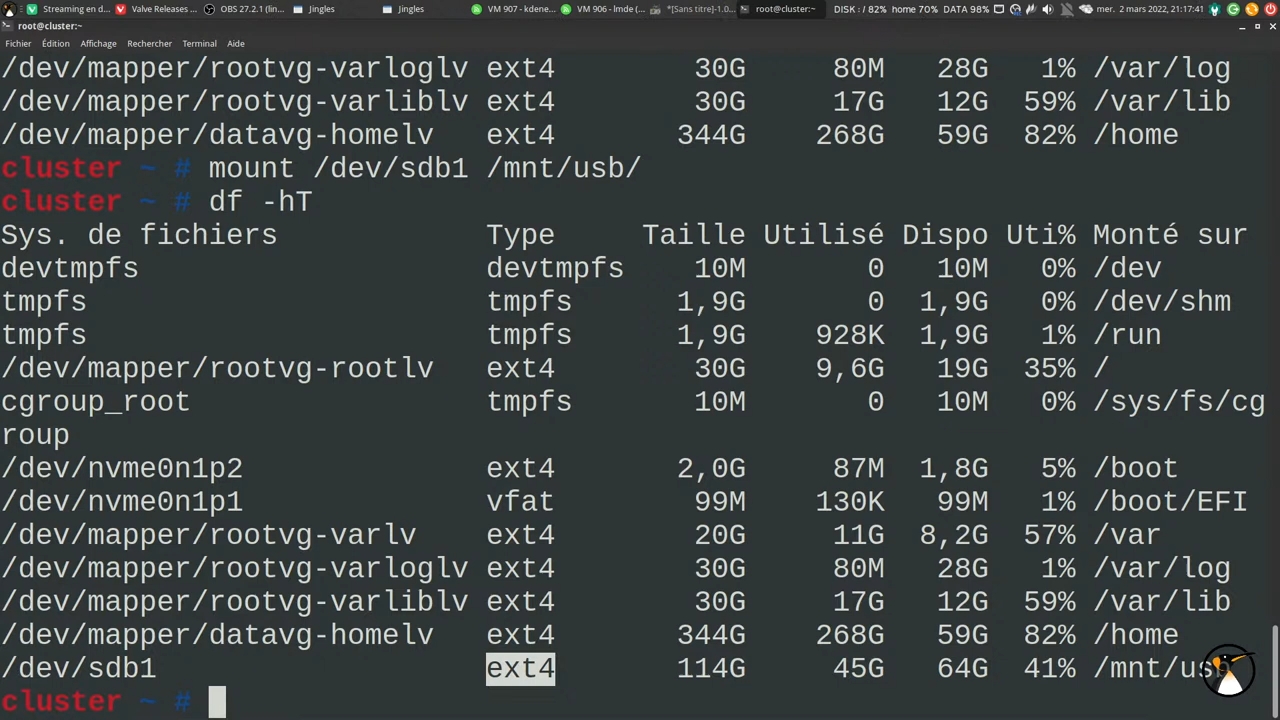 Streaming en d... Valve Releases ... OBS 27.2.1 (linux) Jingles Jingles VM 907 - kdene... VM 906 - lmde (... *[Sans titre]-1.0... root@cluster:~ DISK : / 82% home 70% DATA 98% mer. 2 mars 2022, 21:17:41
root@cluster:~
Fichier Édition Affichage Rechercher Terminal Aide
/dev/mapper/rootvg-varloglv ext4 30G 80M 28G 1% /var/log
/dev/mapper/rootvg-varliblv ext4 30G 17G 12G 59% /var/lib
/dev/mapper/datavg-homelv ext4 344G 268G 59G 82% /home
cluster ~ # mount /dev/sdb1 /mnt/usb/
cluster ~ # df -hT
Sys. de fichiers Type Taille Utilisé Dispo Uti% Monté sur
devtmpfs devtmpfs 10M 0 10M 0% /dev
tmpfs tmpfs 1,9G 0 1,9G 0% /dev/shm
tmpfs tmpfs 1,9G 928K 1,9G 1% /run
/dev/mapper/rootvg-rootlv ext4 30G 9,6G 19G 35% /
cgroup_root tmpfs 10M 0 10M 0% /sys/fs/cg
roup
/dev/nvme0n1p2 ext4 2,0G 87M 1,8G 5% /boot
/dev/nvme0n1p1 vfat 99M 130K 99M 1% /boot/EFI
/dev/mapper/rootvg-varlv ext4 20G 11G 8,2G 57% /var
/dev/mapper/rootvg-varloglv ext4 30G 80M 28G 1% /var/log
/dev/mapper/rootvg-varliblv ext4 30G 17G 12G 59% /var/lib
/dev/mapper/datavg-homelv ext4 344G 268G 59G 82% /home
/dev/sdb1 ext4 114G 45G 64G 41% /mnt/usb
cluster ~ #